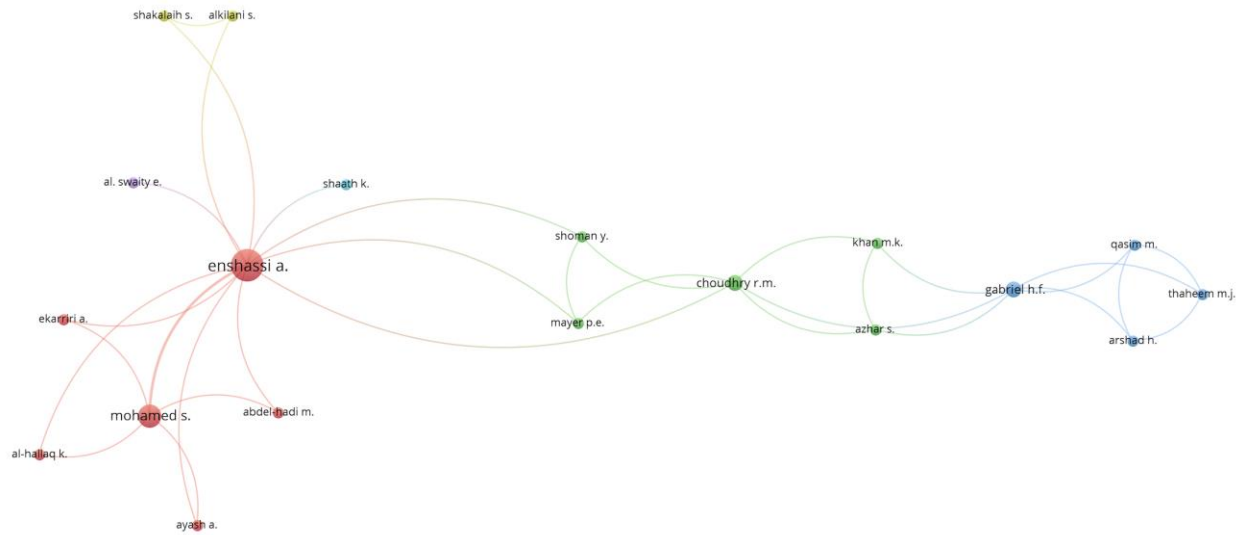 shakalaih s.
alkilani s.
al. swaity e.
shaath k.
enshassi a.
shoman y.
khan m.k.
qasim m.
choudhry r.m.
gabriel h.f.
thaheem m.j.
ekarriri a.
mayer p.e.
azhar s.
arshad h.
mohamed s.
abdel-hadi m.
al-hallaq k.
ayash a.